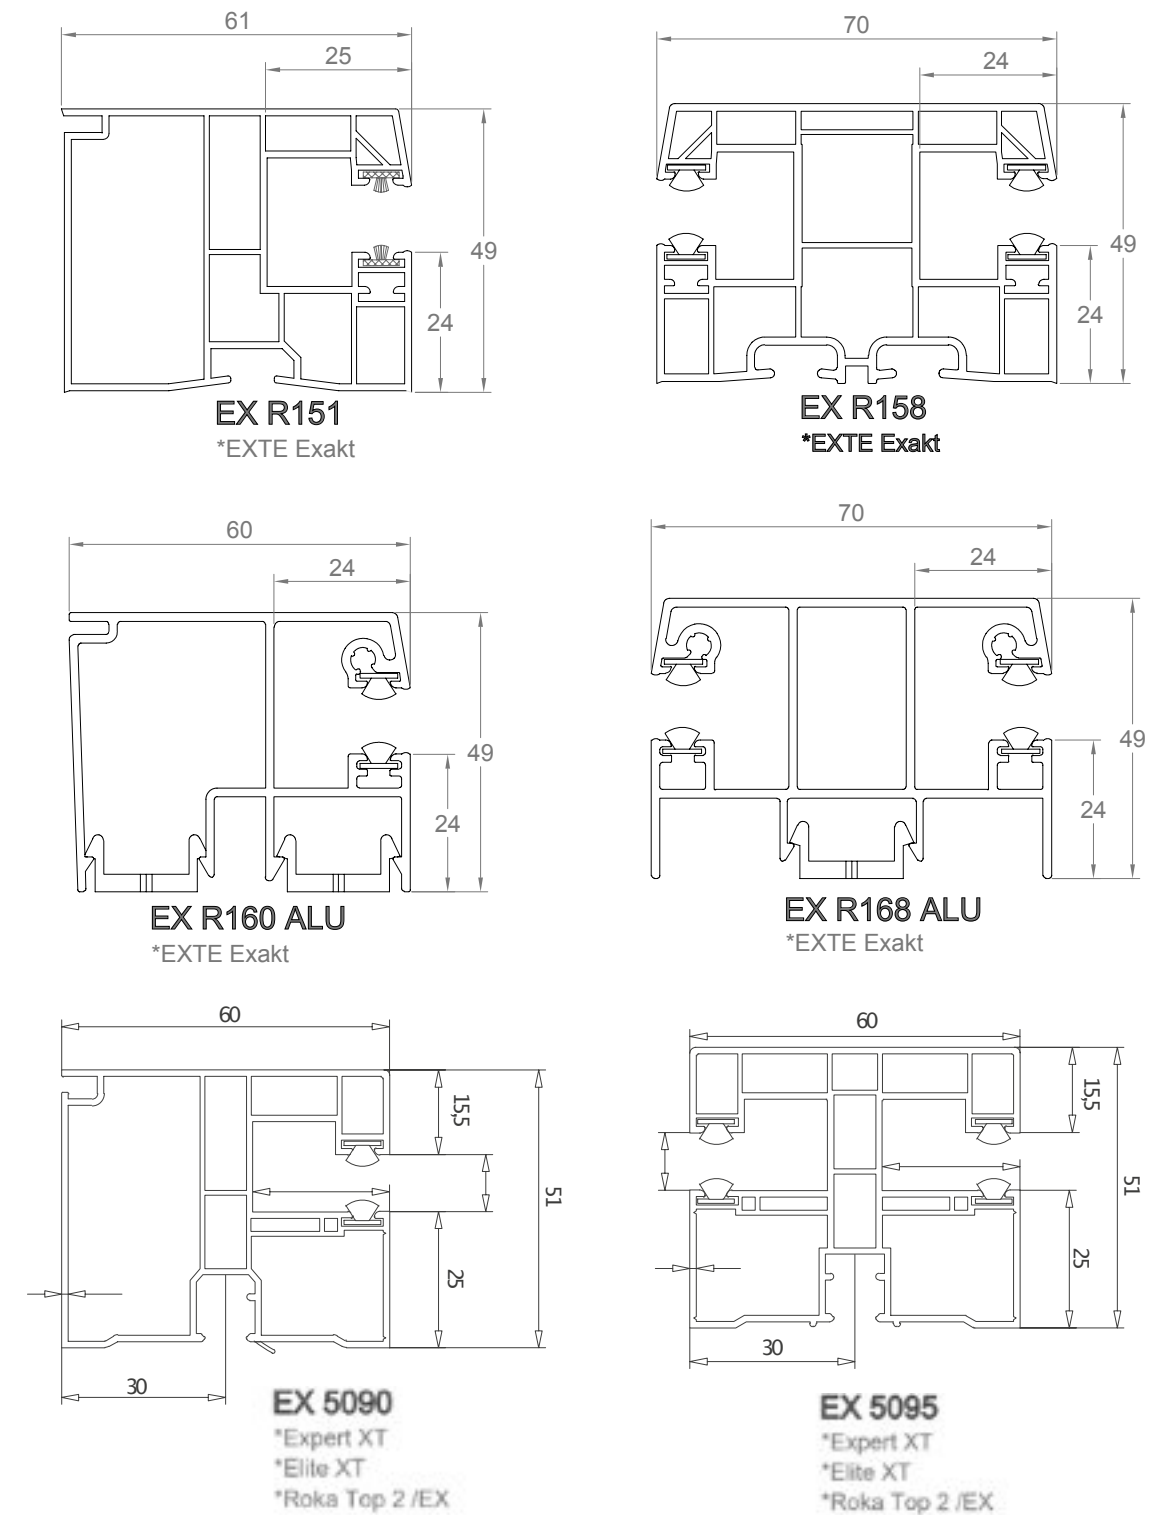 61
25
49
24
EX R151
*EXTE Exakt
70
24
49
24
EX R158
*EXTE Exakt
60
24
49
24
EX R160 ALU
*EXTE Exakt
70
24
49
24
EX R168 ALU
*EXTE Exakt
60
15,5
51
25
30
EX 5090
*Expert XT
*Elite XT
*Roka Top 2 /EX
60
15,5
51
25
30
EX 5095
*Expert XT
*Elite XT
*Roka Top 2 /EX